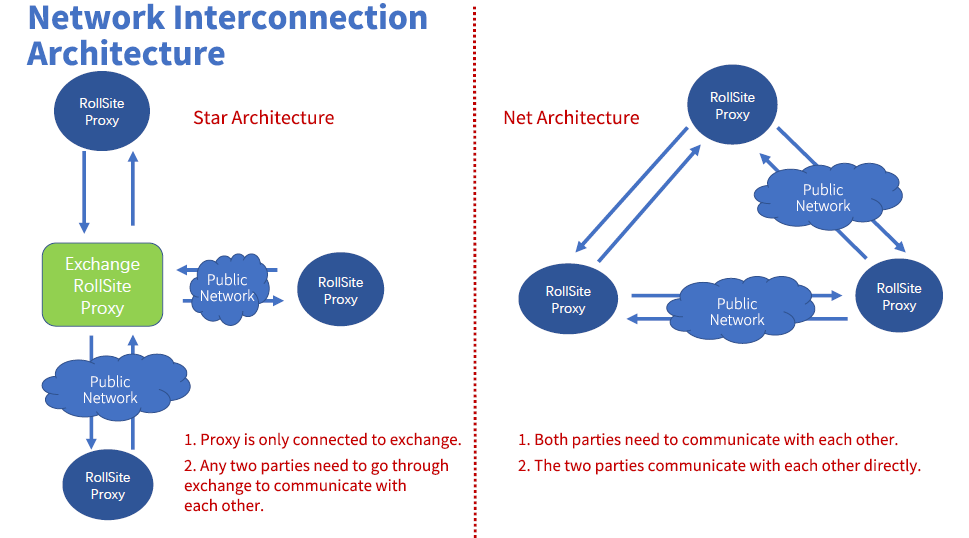 Network Interconnection
Architecture
RollSite
Proxy
Star Architecture
Exchange
RollSite
Proxy
Public
Network
RollSite
Proxy
Public
Network
RollSite
Proxy
1. Proxy is only connected to exchange.
2. Any two parties need to go through
exchange to communicate with
each other.
Net Architecture
RollSite
Proxy
Public
Network
RollSite
Proxy
Public
Network
RollSite
Proxy
1. Both parties need to communicate with each other.
2. The two parties communicate with each other directly.